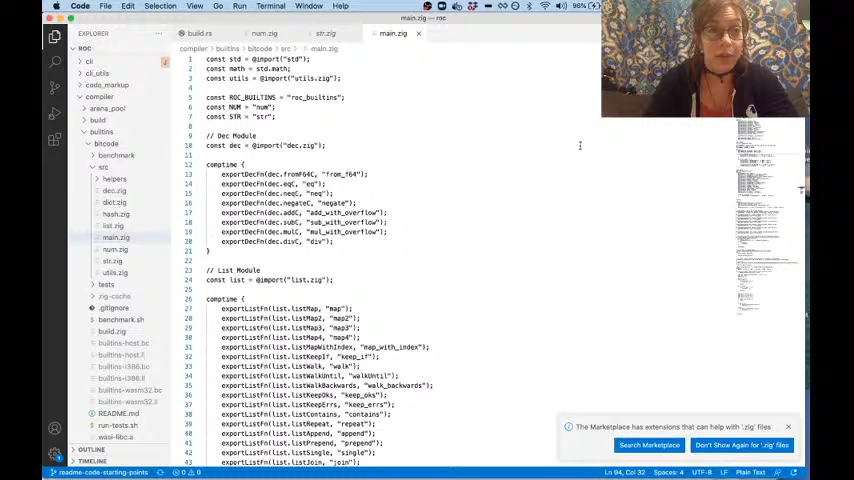 Code File Edit Selection View Go Run Terminal Window Help
96%
main.zig — roc
EXPLORER
build.rs
num.zig
str.zig
main.zig
compiler > builtins > bitcode > src > main.zig
ROC
cli
cli_utils
code_markup
compiler
arena_pool
build
builtins
bitcode
benchmark
src
helpers
dec.zig
dict.zig
hash.zig
list.zig
main.zig
num.zig
str.zig
utils.zig
tests
zig-cache
.gitignore
benchmark.sh
build.zig
builtins-host.bc
builtins-host.ll
builtins-i386.bc
builtins-i386.ll
builtins-wasm32.bc
builtins-wasm32.ll
README.md
run-tests.sh
wasi-libc.a
OUTLINE
TIMELINE
1 const std = @import("std");
2 const math = std.math;
3 const utils = @import("utils.zig");
4
5 const ROC_BUILTINS = "roc_builtins";
6 const NUM = "num";
7 const STR = "str";
8
9 // Dec Module
10 const dec = @import("dec.zig");
11
12 comptime {
13 exportDecFn(dec.fromF64C, "from_f64");
14 exportDecFn(dec.eqC, "eq");
15 exportDecFn(dec.neqC, "neq");
16 exportDecFn(dec.negateC, "negate");
17 exportDecFn(dec.addC, "add_with_overflow");
18 exportDecFn(dec.subC, "sub_with_overflow");
19 exportDecFn(dec.mulC, "mul_with_overflow");
20 exportDecFn(dec.divC, "div");
21 }
22
23 // List Module
24 const list = @import("list.zig");
25
26 comptime {
27 exportListFn(list.listMap, "map");
28 exportListFn(list.listMap2, "map2");
29 exportListFn(list.listMap3, "map3");
30 exportListFn(list.listMap4, "map4");
31 exportListFn(list.listMapWithIndex, "map_with_index");
32 exportListFn(list.listKeepIf, "keep_if");
33 exportListFn(list.listWalk, "walk");
34 exportListFn(list.listWalkUntil, "walkUntil");
35 exportListFn(list.listWalkBackwards, "walk_backwards");
36 exportListFn(list.listKeepOks, "keep_oks");
37 exportListFn(list.listKeepErrs, "keep_errs");
38 exportListFn(list.listContains, "contains");
39 exportListFn(list.listRepeat, "repeat");
40 exportListFn(list.listAppend, "append");
41 exportListFn(list.listPrepend, "prepend");
42 exportListFn(list.listSingle, "single");
43 exportListFn(list.listJoin, "join");
The Marketplace has extensions that can help with '.zig' files
Search Marketplace
Don't Show Again for '.zig' files
readme-code-starting-points
0 0
Ln 94, Col 32 Spaces: 4 UTF-8 LF Plain Text